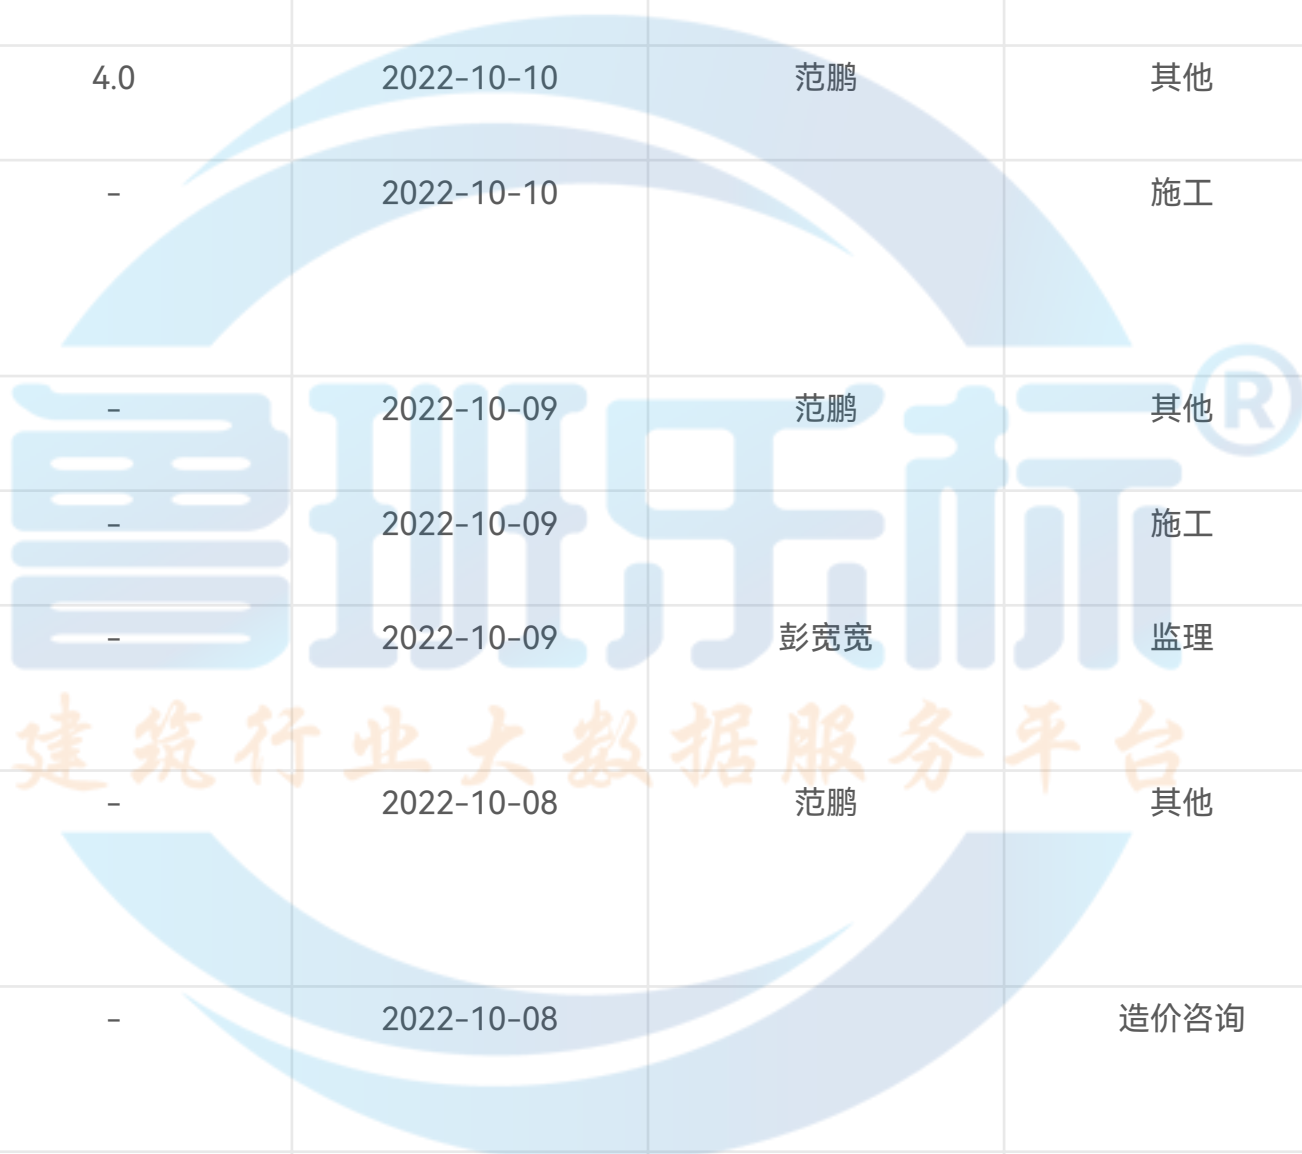 4.0 2022-10-10 范鹏 其他
- 2022-10-10 施工
- 2022-10-09 范鹏 其他
- 2022-10-09 施工
- 2022-10-09 彭宽宽 监理
- 2022-10-08 范鹏 其他
- 2022-10-08 造价咨询
鲁班乐标®
建筑行业大数据服务平台